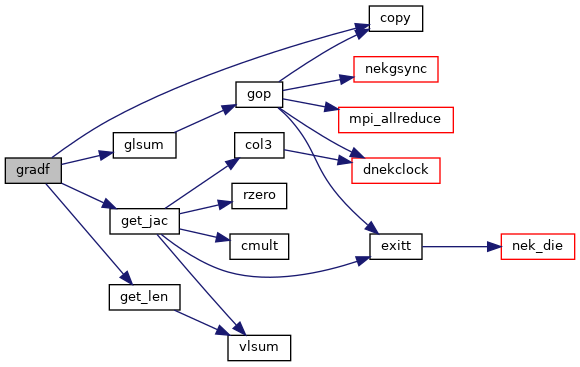 copy
nekgsync
gop
mpi_allreduce
glsum
col3
gradf
dnekclock
rzero
get_jac
cmult
exitt
nek_die
get_len
vlsum